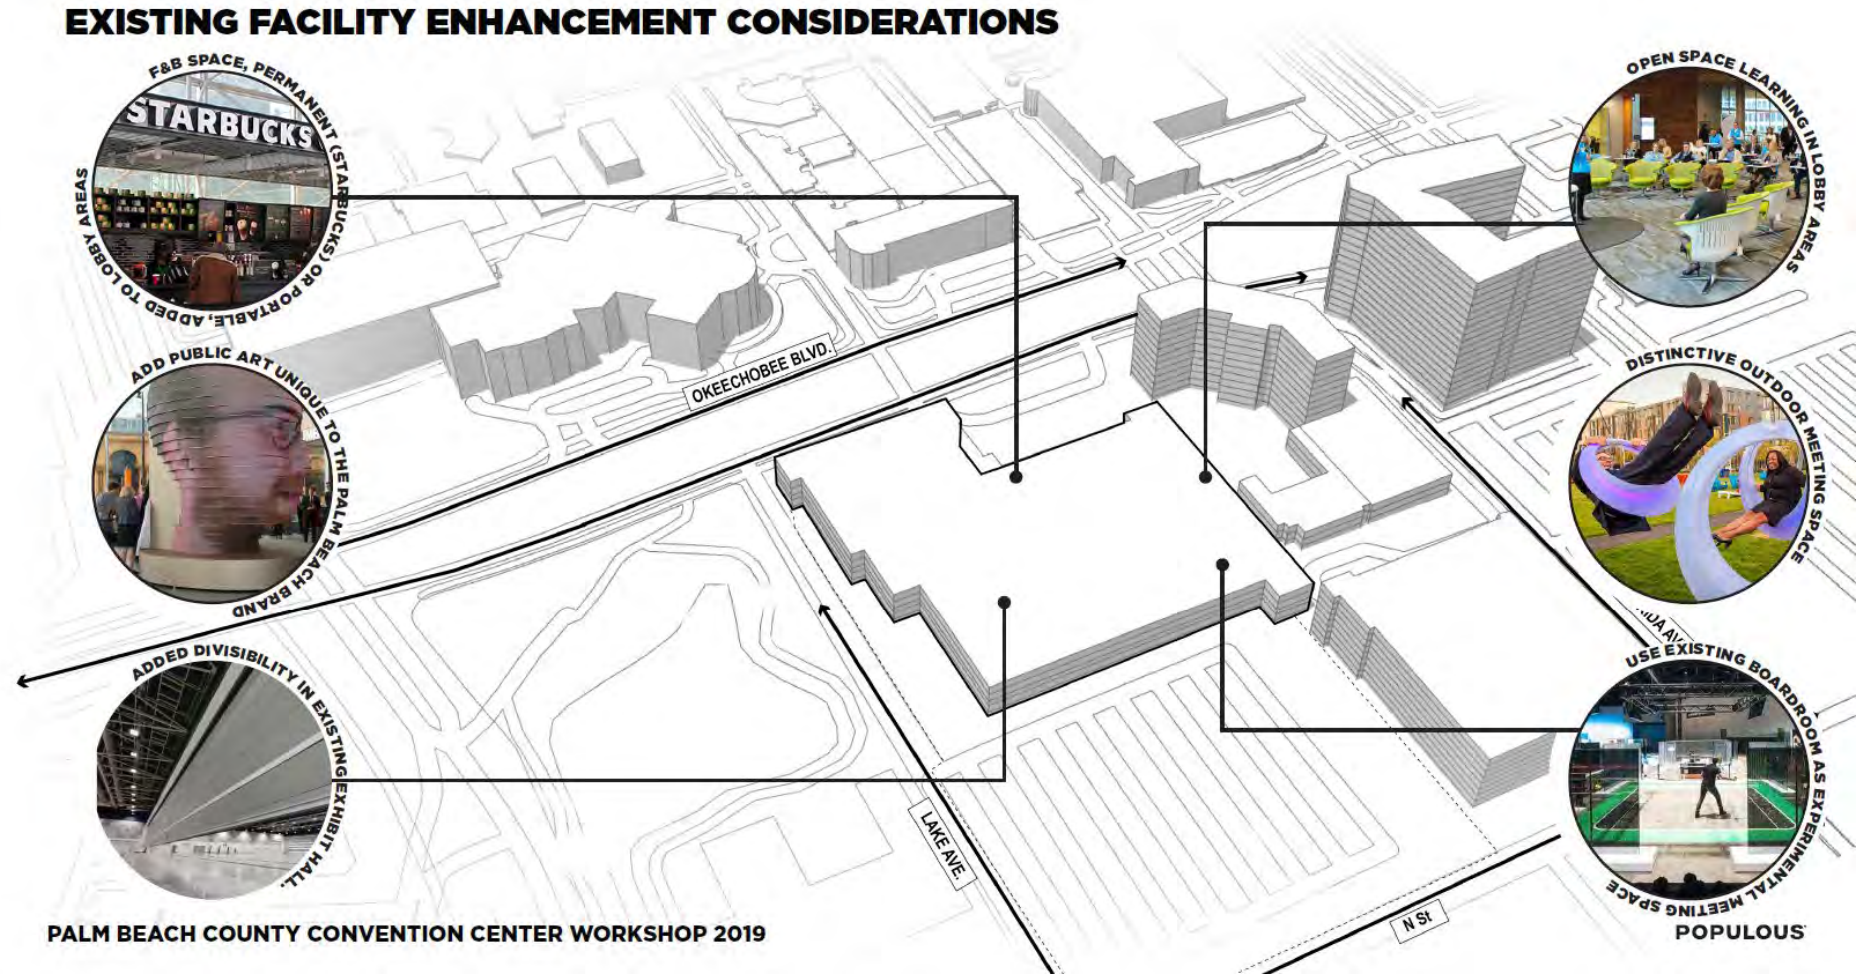 EXISTING FACILITY ENHANCEMENT CONSIDERATIONS
F&B SPACE, PERMANENT (STARBUCKS) OR PORTABLE, ADDED TO LOBBY AREAS
STARBUCKS
OPEN SPACE LEARNING IN LOBBY AREAS
ADD PUBLIC ART UNIQUE TO THE PALM BEACH BRAND
OKEECHOBEE BLVD.
DISTINCTIVE OUTDOOR MEETING SPACE
ADDED DIVISIBILITY IN EXISTING EXHIBIT HALL.
USE EXISTING BOARDROOM AS EXPERIMENTAL MEETING SPACE
LAKE AVE.
N St
PALM BEACH COUNTY CONVENTION CENTER WORKSHOP 2019
POPULOUS